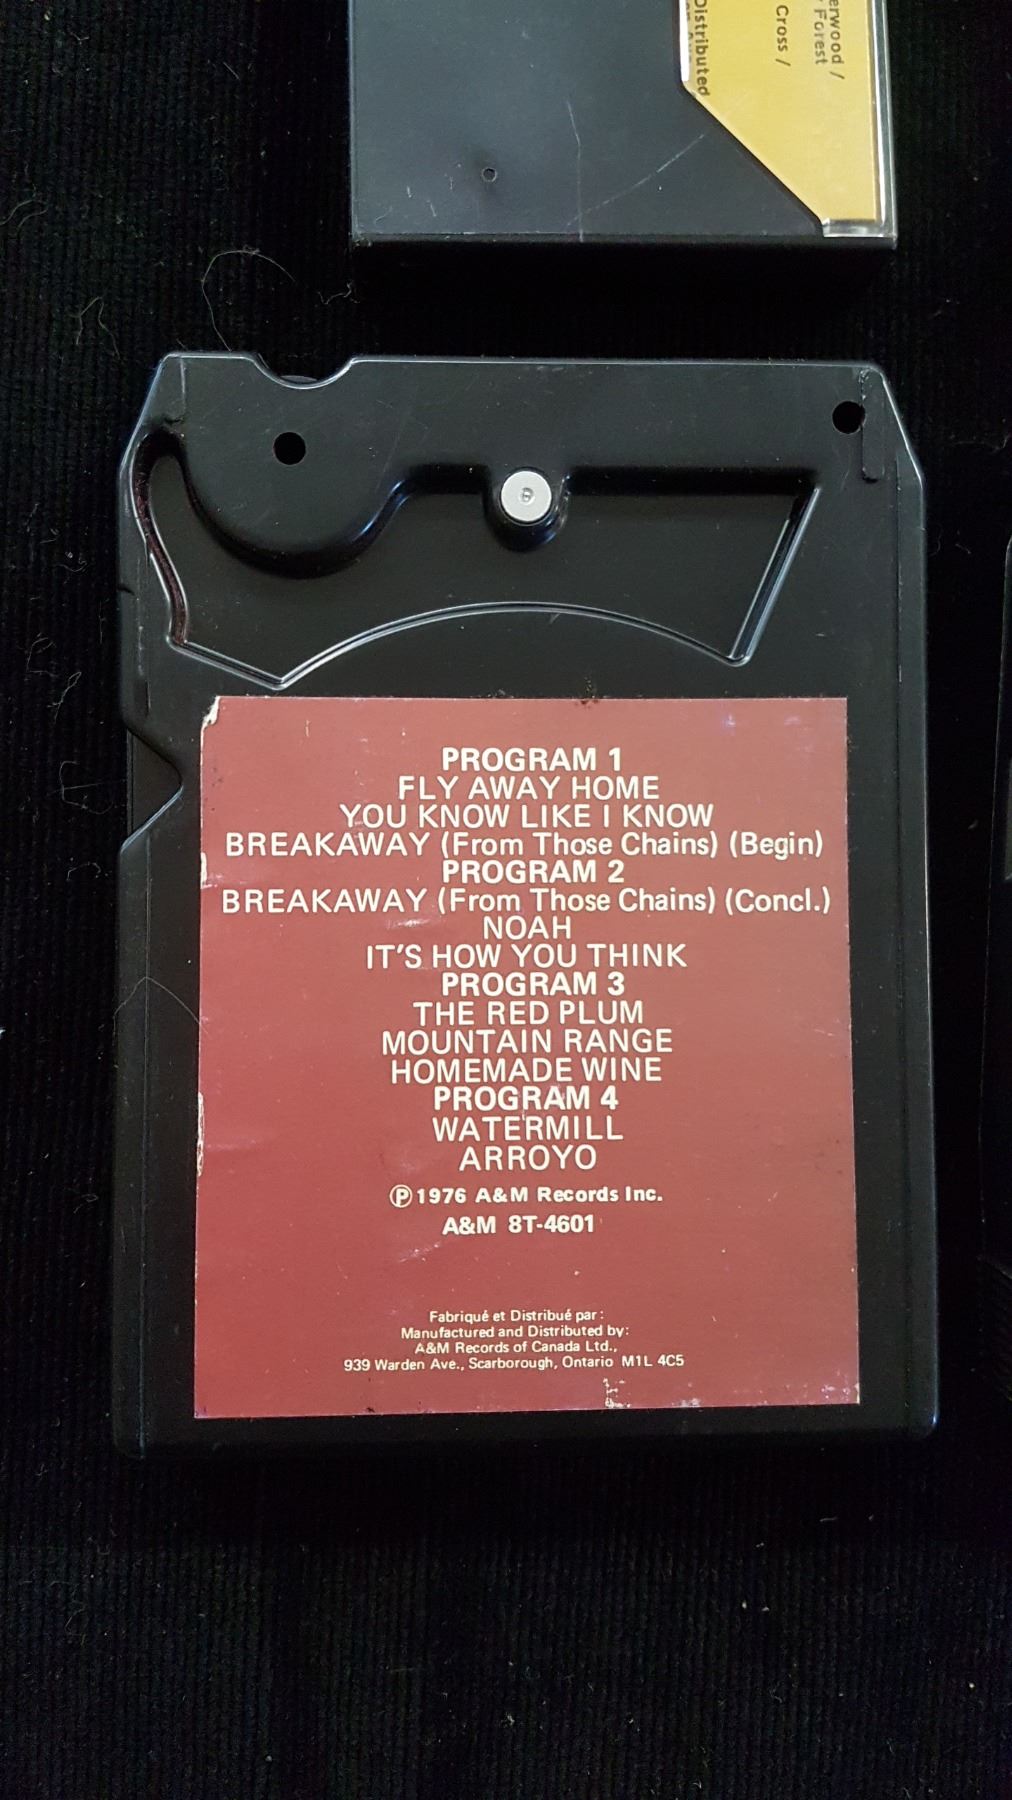 erwood /
Forest
Cross /
Distributed
PROGRAM 1
FLY AWAY HOME
YOU KNOW LIKE I KNOW
BREAKAWAY (From Those Chains) (Begin)
PROGRAM 2
BREAKAWAY (From Those Chains) (Concl.)
NOAH
IT'S HOW YOU THINK
PROGRAM 3
THE RED PLUM
MOUNTAIN RANGE
HOMEMADE WINE
PROGRAM 4
WATERMILL
ARROYO
Ⓟ 1976 A&M Records Inc.
A&M 8T-4601
Fabriqué et Distribué par:
Manufactured and Distributed by:
A&M Records of Canada Ltd.,
939 Warden Ave., Scarborough, Ontario M1L 4C5